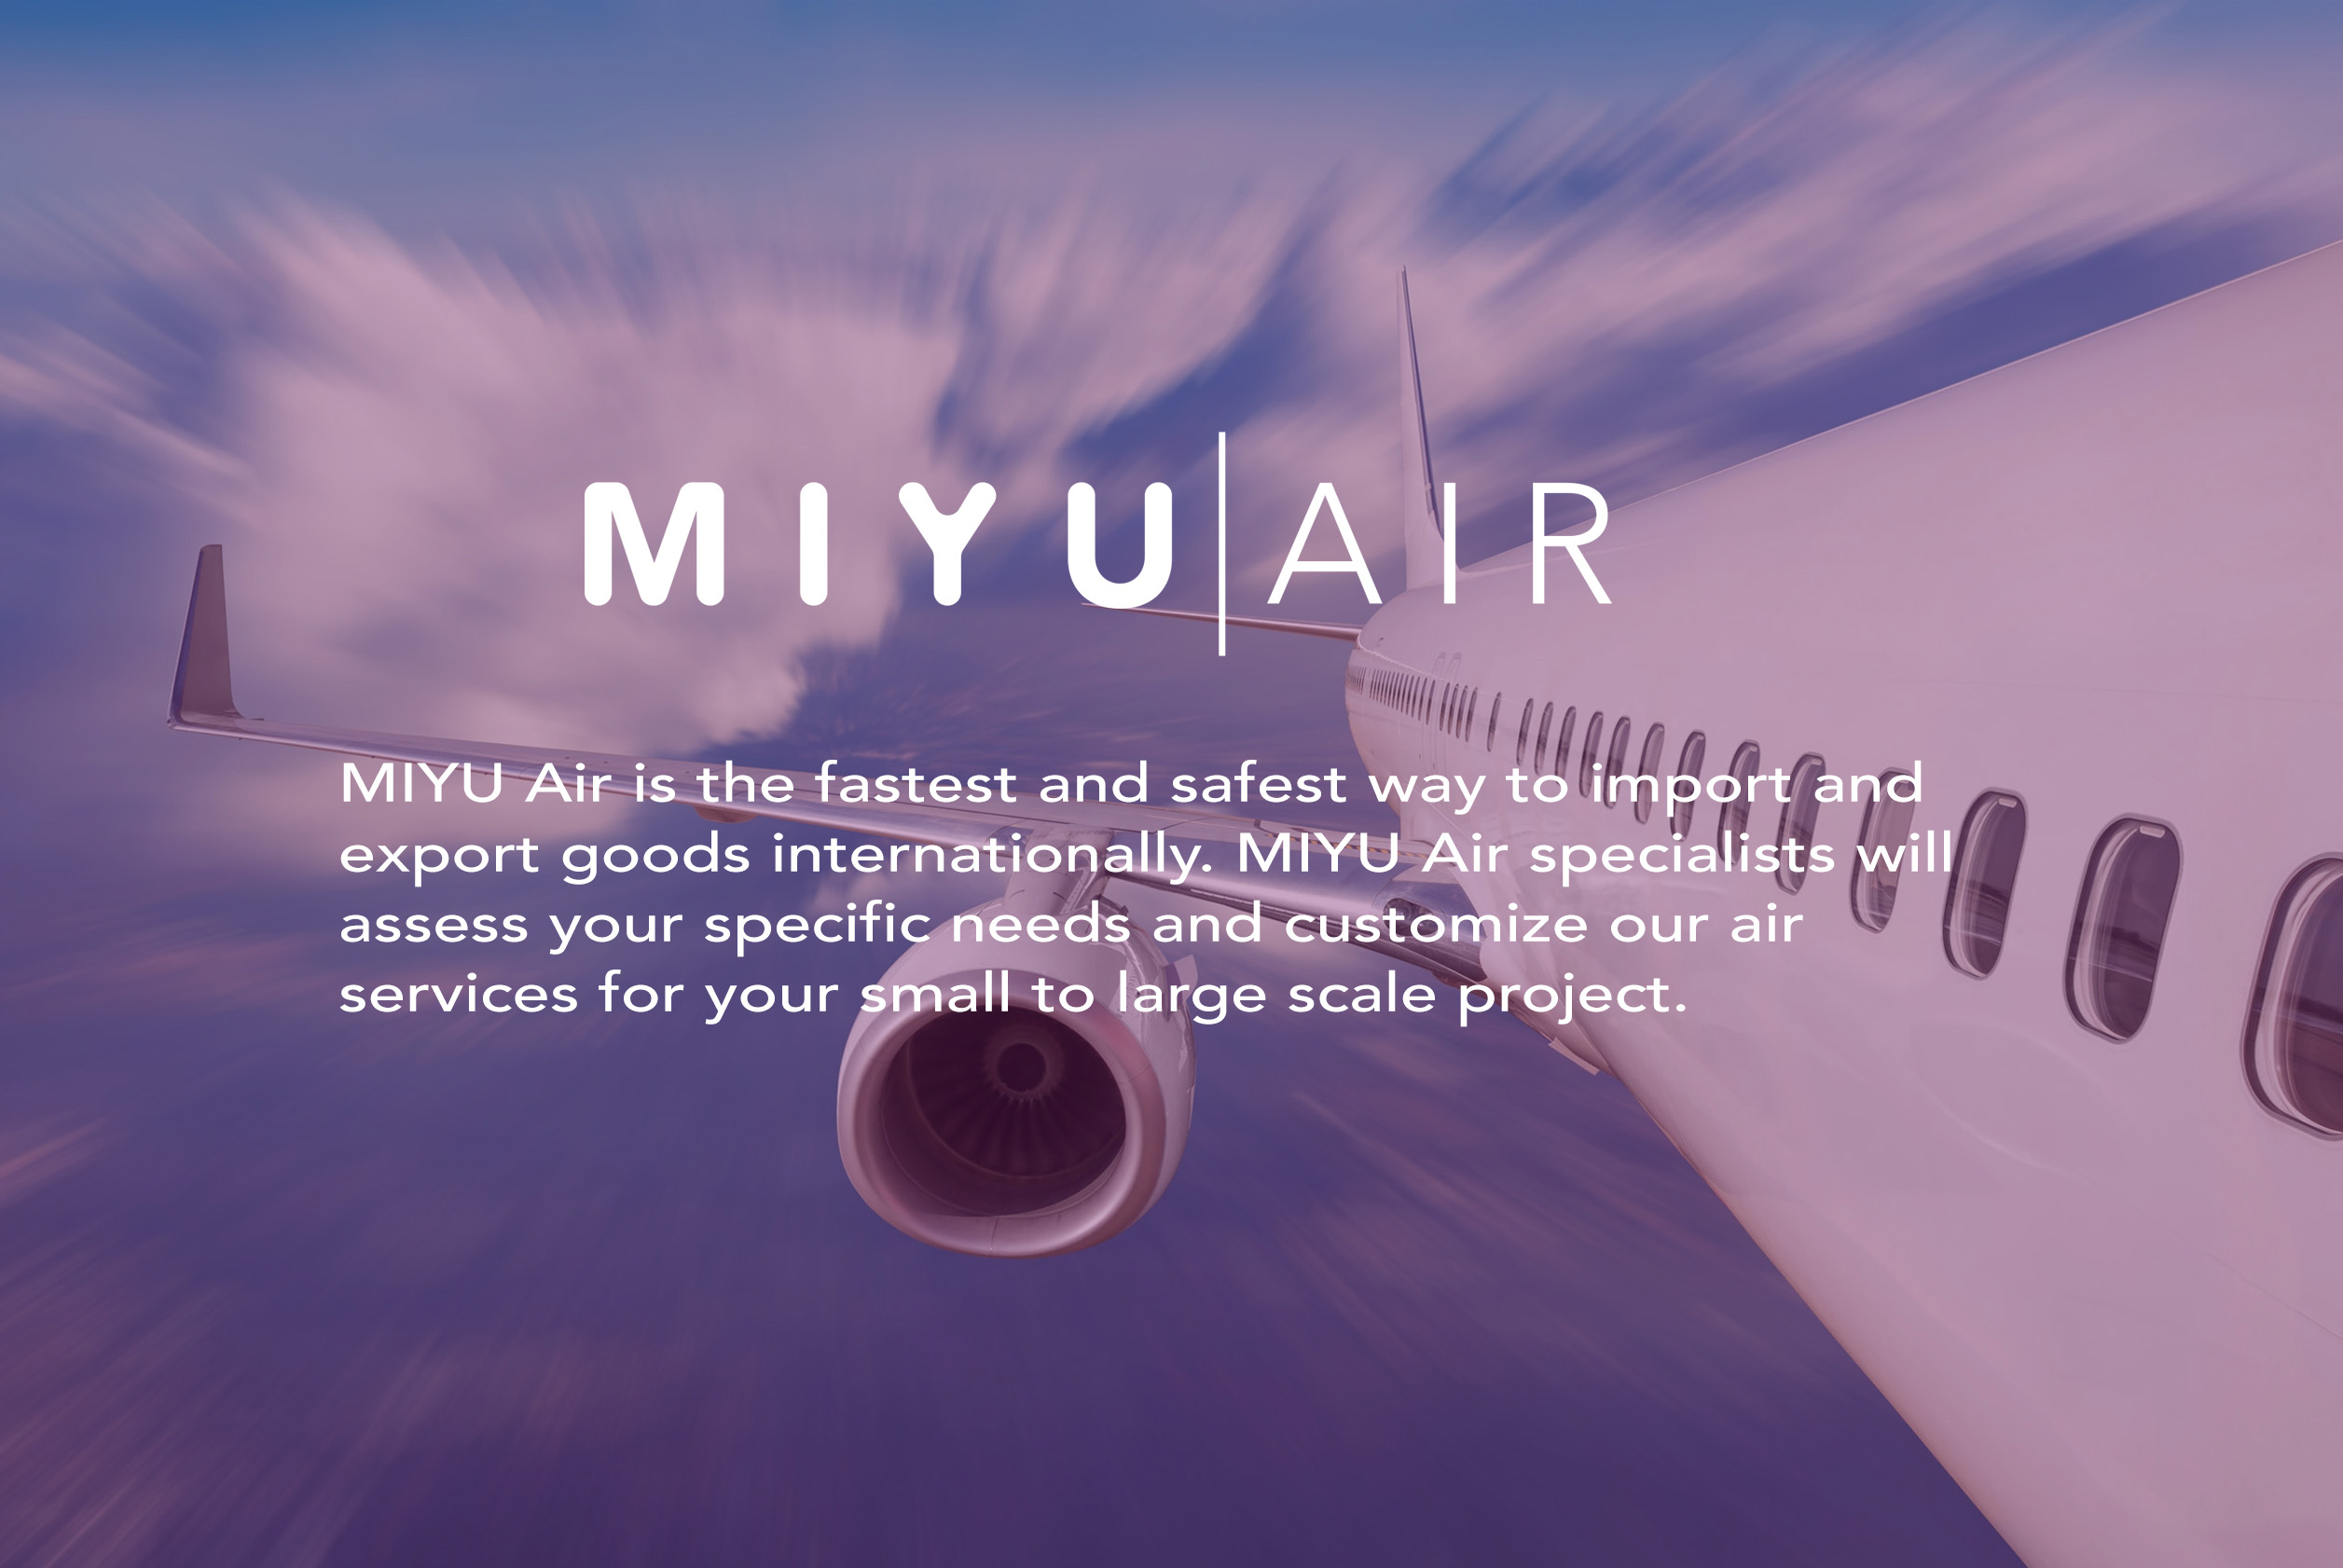 MIYU|AIR
MIYU Air is the fastest and safest way to import and
export goods internationally. MIYU Air specialists will
assess your specific needs and customize our air
services for your small to large scale project.